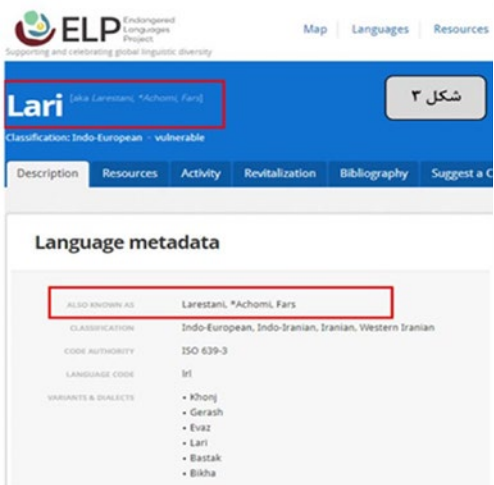 ELP Endangered
Languages
Project
Supporting and celebrating global linguistic diversity
Map Languages Resources
Lari [aka Larestani, *Achomi, Fars]
شکل ۳
Classification: Indo-European · vulnerable
Description Resources Activity Revitalization Bibliography Suggest a C
Language metadata
ALSO KNOWN AS Larestani, *Achomi, Fars
CLASSIFICATION Indo-European, Indo-Iranian, Iranian, Western Iranian
CODE AUTHORITY ISO 639-3
LANGUAGE CODE lrl
VARIANTS & DIALECTS • Khonj
• Gerash
• Evaz
• Lari
• Bastak
• Bikha